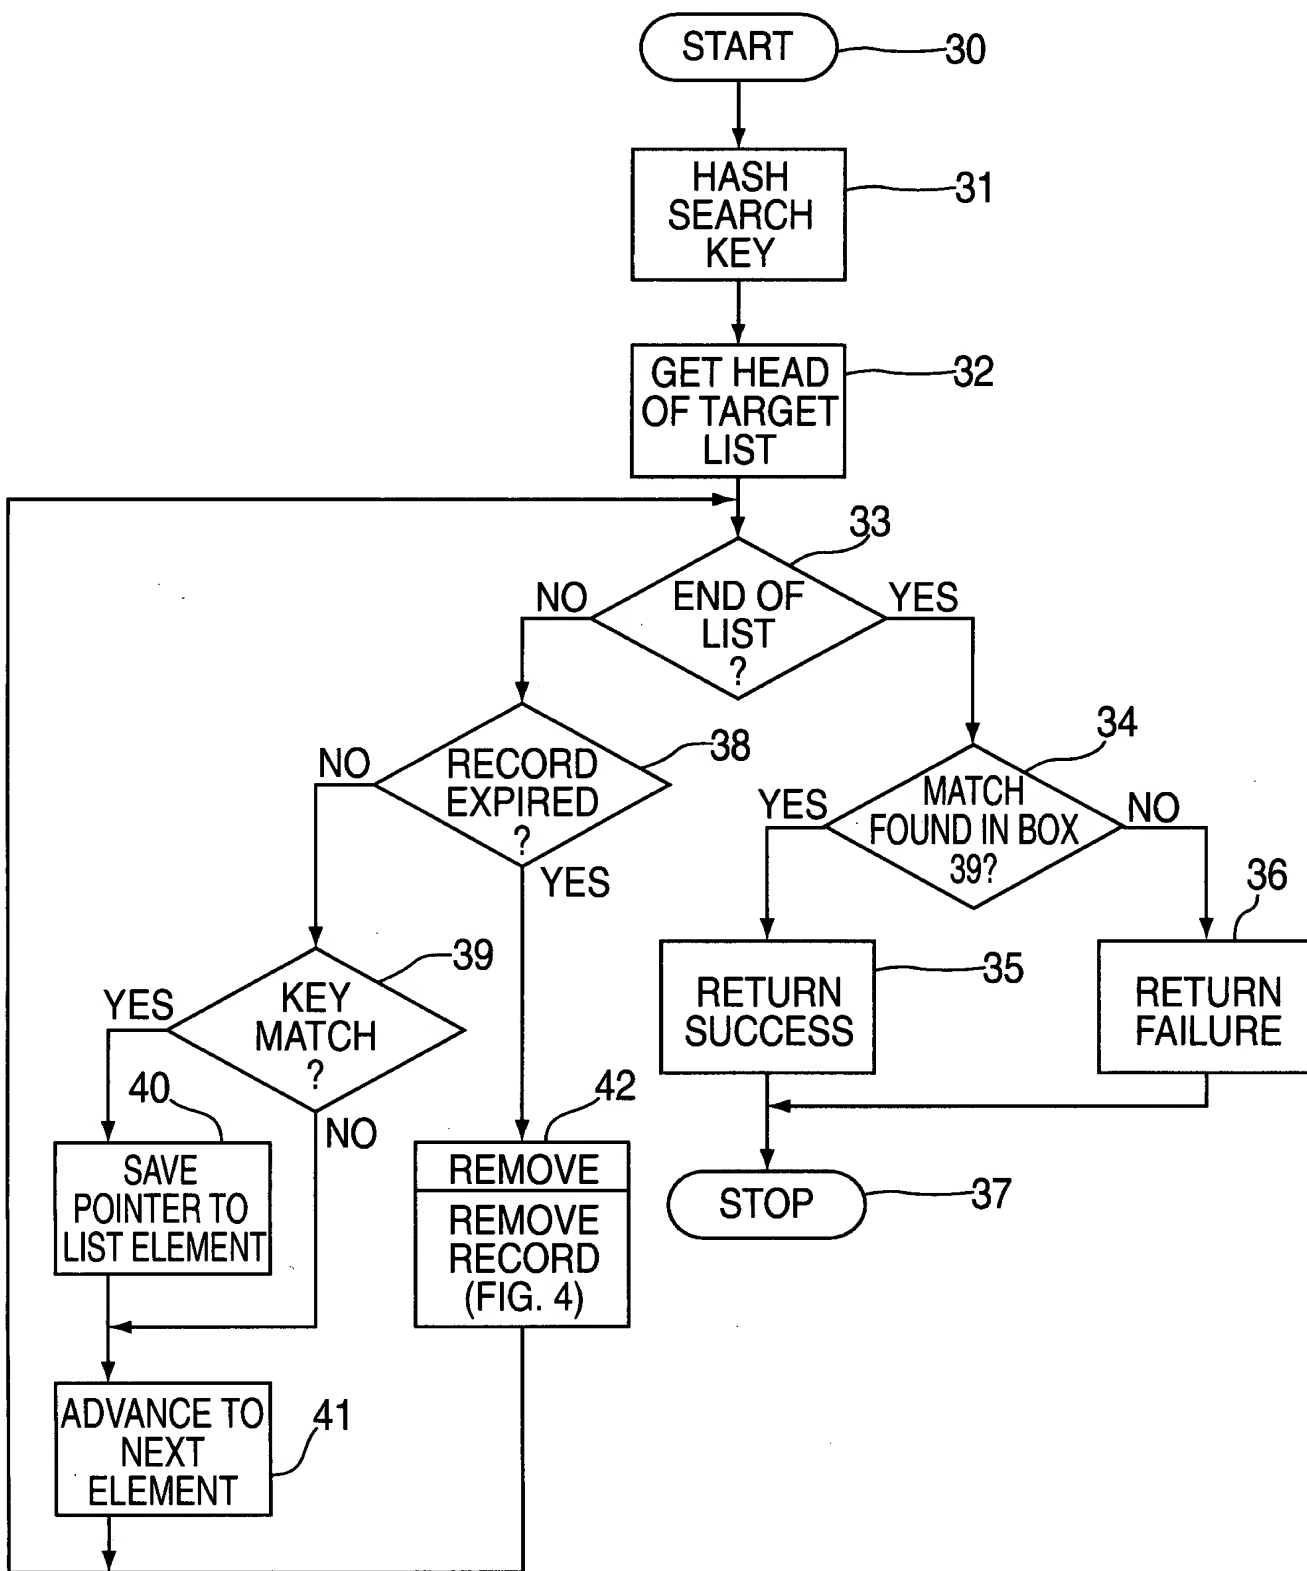 START
30
HASH
SEARCH
KEY
31
GET HEAD
OF TARGET
LIST
32
33
END OF
LIST
?
NO
YES
38
RECORD
EXPIRED
?
NO
YES
34
MATCH
FOUND IN BOX
39?
YES
NO
39
KEY
MATCH
?
YES
NO
35
RETURN
SUCCESS
36
RETURN
FAILURE
40
SAVE
POINTER TO
LIST ELEMENT
42
REMOVE
REMOVE
RECORD
(FIG. 4)
STOP
37
ADVANCE TO
NEXT
ELEMENT
41